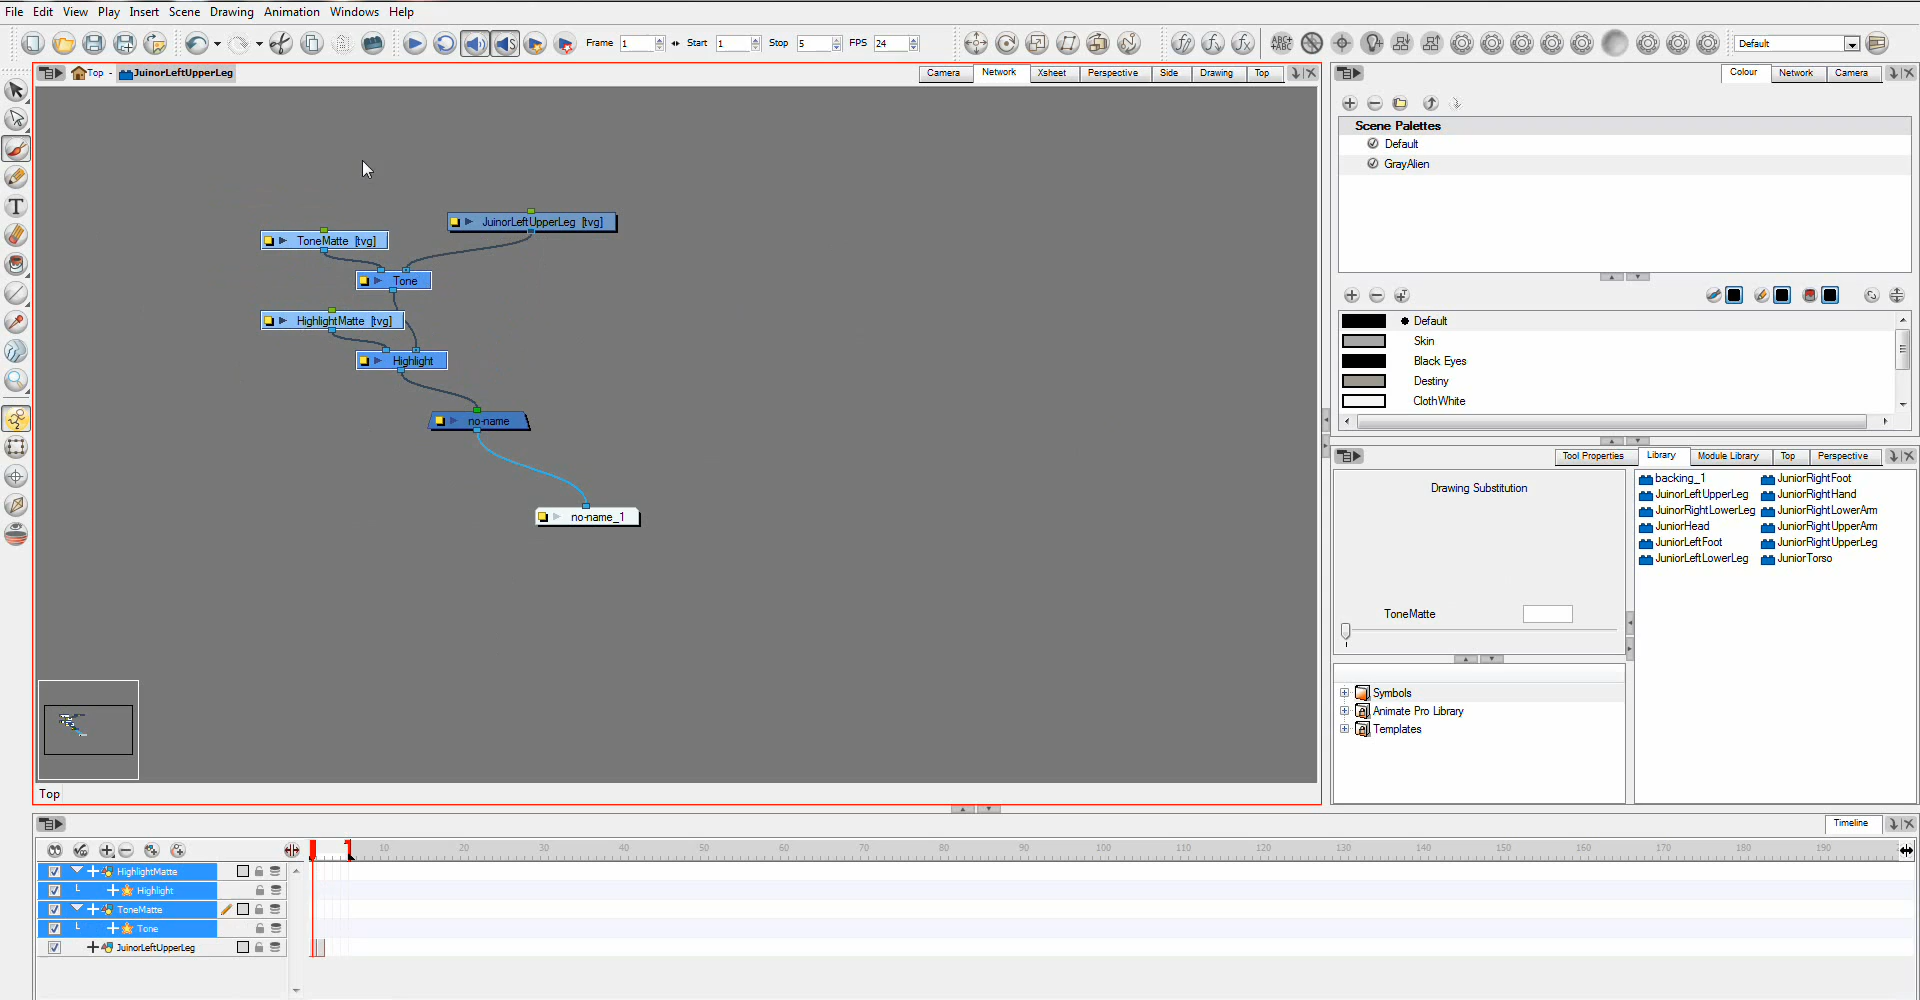 File Edit View Play Insert Scene Drawing Animation Windows Help
Frame 1 Start 1 Stop 5 FPS 24 ABC+ ABC Default
Top - JuinorLeftUpperLeg Camera Network Xsheet Perspective Side Drawing Top
Colour Network Camera
Scene Palettes
Default
GrayAlien
JuinorLeftUpperLeg [tvg]
ToneMatte [tvg]
Tone
HighlightMatte [tvg]
Highlight
no-name
no-name_1
Default
Skin
Black Eyes
Destiny
ClothWhite
Tool Properties Library Module Library Top Perspective
Drawing Substitution
ToneMatte
backing_1 JuniorRightFoot
JuinorLeftUpperLeg JuniorRightHand
JuinorRightLowerLeg JuniorRightLowerArm
JuniorHead JuniorRightUpperArm
JuniorLeftFoot JuniorRightUpperLeg
JuniorLeftLowerLeg JuniorTorso
Symbols
Animate Pro Library
Templates
Top
Timeline
10 20 30 40 50 60 70 80 90 100 110 120 130 140 150 160 170 180 190
HighlightMatte
Highlight
ToneMatte
Tone
JuinorLeftUpperLeg